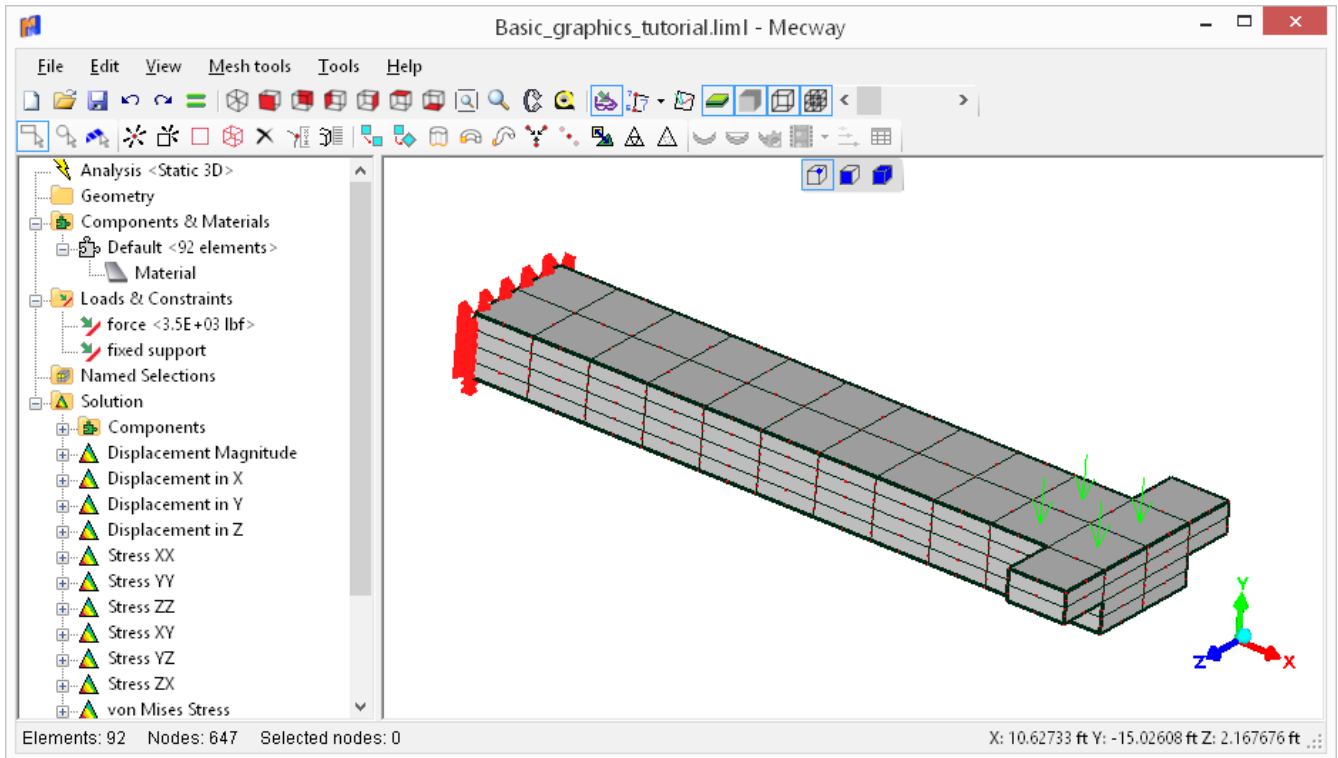 Basic_graphics_tutorial.liml - Mecway
File Edit View Mesh tools Tools Help
Analysis <Static 3D>
Geometry
Components & Materials
Default <92 elements>
Material
Loads & Constraints
force <3.5E+03 lbf>
fixed support
Named Selections
Solution
Components
Displacement Magnitude
Displacement in X
Displacement in Y
Displacement in Z
Stress XX
Stress YY
Stress ZZ
Stress XY
Stress YZ
Stress ZX
von Mises Stress
Y
Z X
Elements: 92 Nodes: 647 Selected nodes: 0 X: 10.62733 ft Y: -15.02608 ft Z: 2.167676 ft